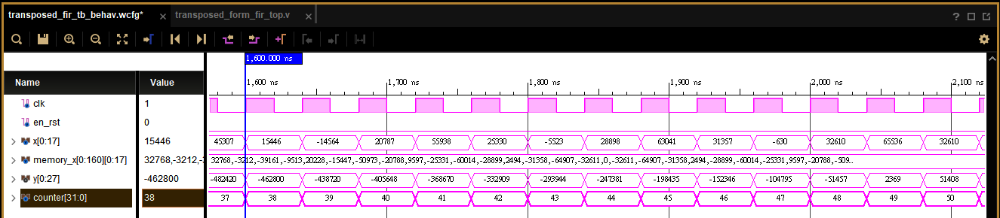 transposed_fir_tb_behav.wcfg* × transposed_form_fir_top.v ×
? 
1,600.000 ns
Name Value
1,600 ns 1,700 ns 1,800 ns 1,900 ns 2,000 ns 2,100 ns
clk 1
en_rst 0
x[0:17] 15446 45307 15446 -14564 20787 55938 25330 -5523 28898 63041 31357 -630 32610 65536 32610
memory_x[0:160][0:17] 32768,-3212,-3 32768,-3212,-39161,-9513,20228,-15447,-50973,-20788,9597,-25331,-60014,-28899,2494,-31358,-64907,-32611,0,-32611,-64907,-31358,2494,-28899,-60014,-25331,9597,-20788,-509...
y[0:27] -462800 -482420 -462800 -438720 -405648 -368670 -332909 -293944 -247381 -198435 -152346 -104795 -51457 2369 51408
counter[31:0] 38 37 38 39 40 41 42 43 44 45 46 47 48 49 50